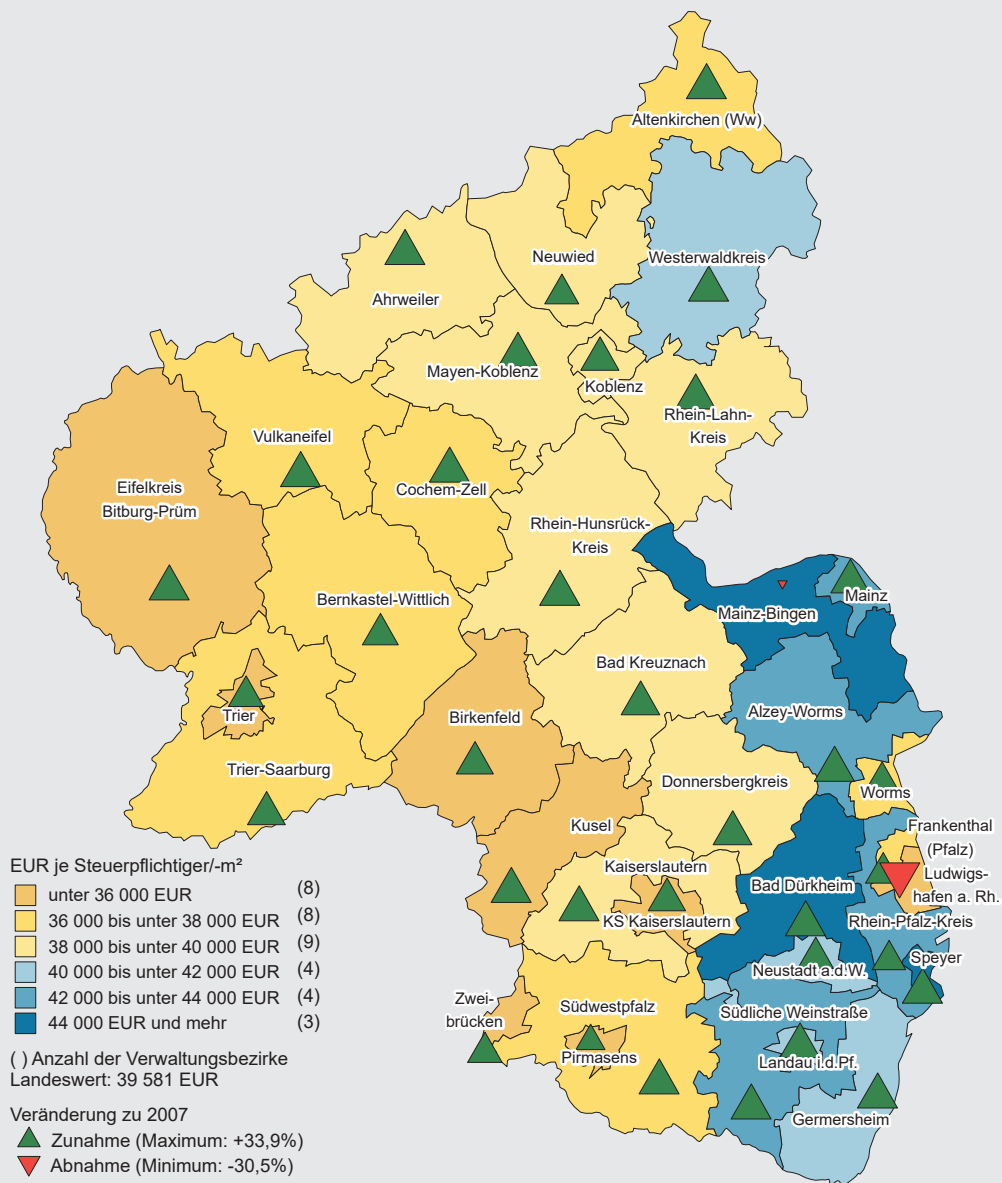 Altenkirchen (Ww)
Neuwied
Westerwaldkreis
Ahrweiler
Mayen-Koblenz
Koblenz
Rhein-Lahn-
Kreis
Vulkaneifel
Cochem-Zell
Eifelkreis
Bitburg-Prüm
Rhein-Hunsrück-
Kreis
Bernkastel-Wittlich
Mainz
Mainz-Bingen
Bad Kreuznach
Alzey-Worms
Trier
Birkenfeld
Trier-Saarburg
Donnersbergkreis
Worms
Kusel
Frankenthal
(Pfalz)
Ludwigs-
hafen a. Rh.
Kaiserslautern
Bad Dürkheim
KS Kaiserslautern
Rhein-Pfalz-Kreis
Speyer
Neustadt a.d.W.
Zwei-
brücken
Südwestpfalz
Südliche Weinstraße
Pirmasens
Landau i.d.Pf.
Germersheim
EUR je Steuerpflichtiger/-m²
unter 36 000 EUR (8)
36 000 bis unter 38 000 EUR (8)
38 000 bis unter 40 000 EUR (9)
40 000 bis unter 42 000 EUR (4)
42 000 bis unter 44 000 EUR (4)
44 000 EUR und mehr (3)
( ) Anzahl der Verwaltungsbezirke
Landeswert: 39 581 EUR
Veränderung zu 2007
Zunahme (Maximum: +33,9%)
Abnahme (Minimum: -30,5%)